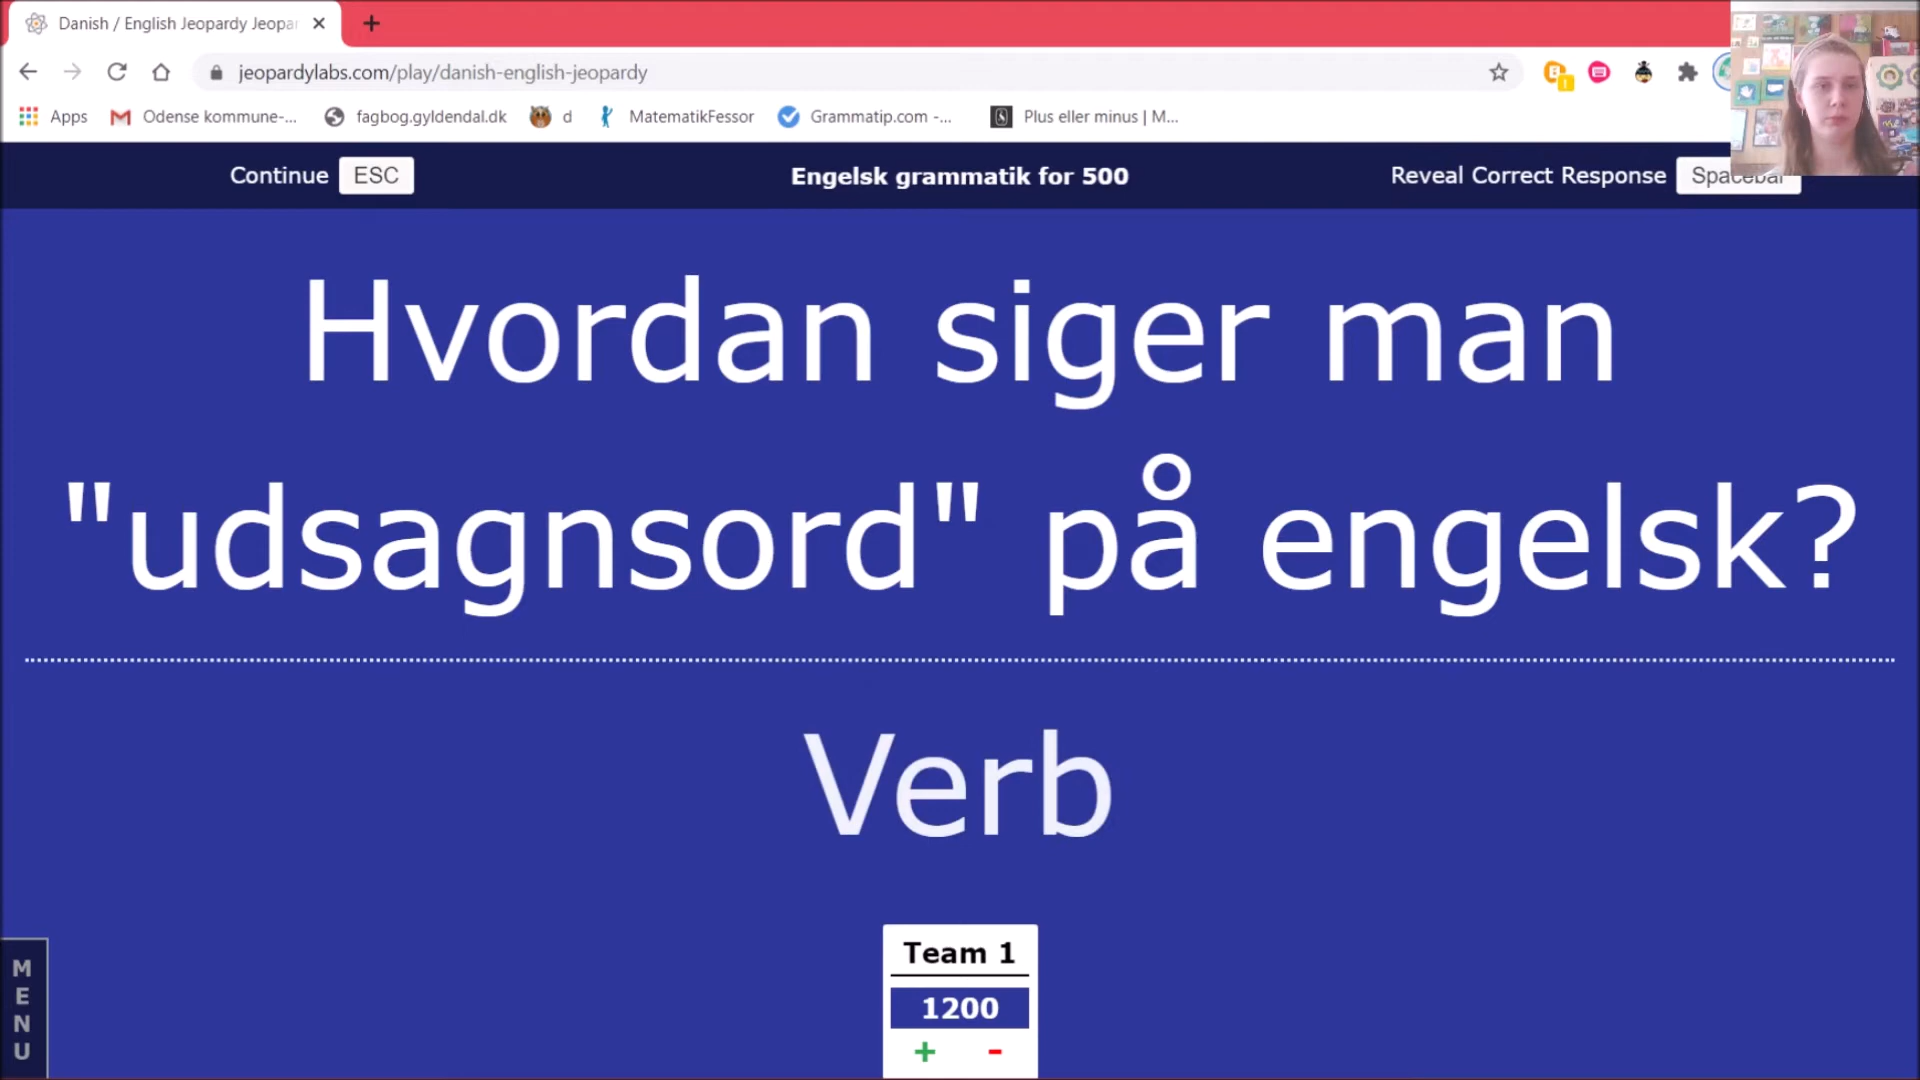 Danish / English Jeopardy Jeopar
jeopardylabs.com/play/danish-english-jeopardy
Apps
Odense kommune-...
fagbog.gyldendal.dk
d
MatematikFessor
Grammatip.com -...
Plus eller minus | M...
Continue ESC
Engelsk grammatik for 500
Reveal Correct Response Spacebar
Hvordan siger man
"udsagnsord" på engelsk?
Verb
Team 1
1200
+ -
MENU